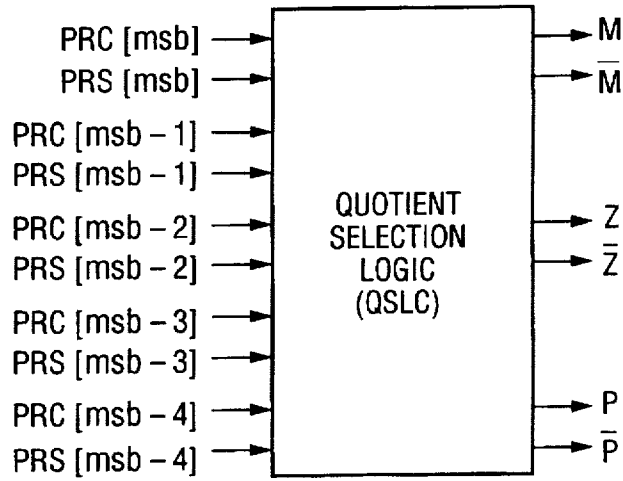 PRC [msb]
PRS [msb]
PRC [msb – 1]
PRS [msb – 1]
PRC [msb – 2]
PRS [msb – 2]
PRC [msb – 3]
PRS [msb – 3]
PRC [msb – 4]
PRS [msb – 4]
QUOTIENT
SELECTION
LOGIC
(QSLC)
M
M̅
Z
Z̅
P
P̅